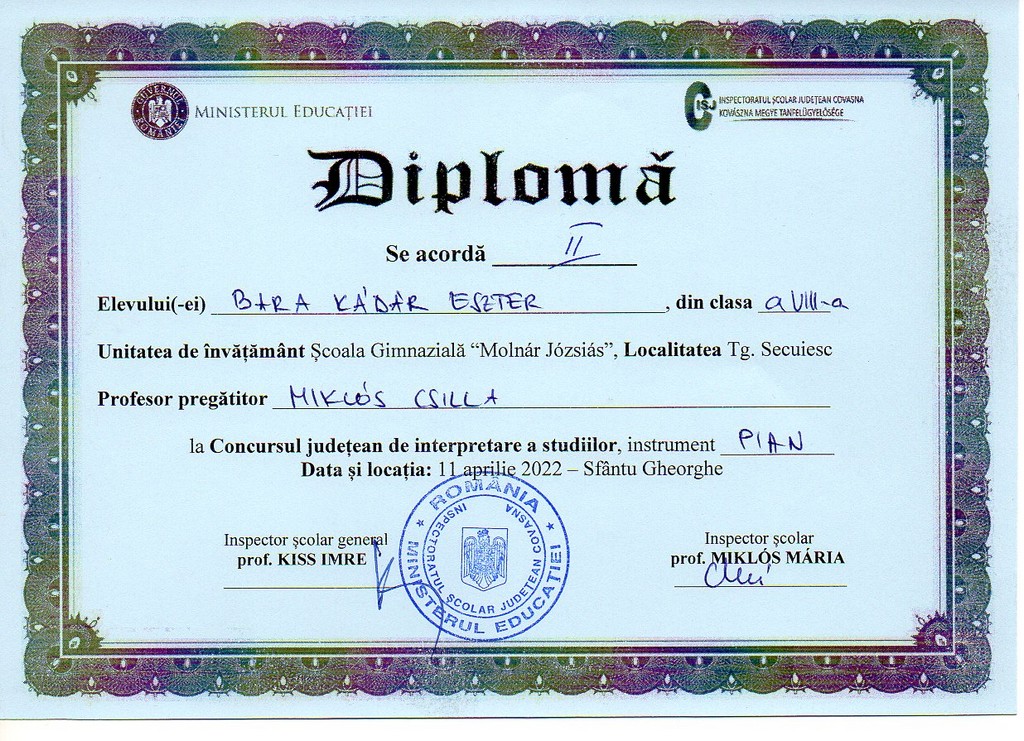 GUVERNUL ROMÂNIEI
MINISTERUL EDUCAȚIEI
CISJ
INSPECTORATUL ȘCOLAR JUDEȚEAN COVASNA
KOVÁSZNA MEGYE TANFELÜGYELŐSÉGE
Diplomă
Se acordă II
Elevului(-ei) BARA KÁDÁR ESZTER, din clasa a VIII-a
Unitatea de învățământ Școala Gimnazială “Molnár Józsiás”, Localitatea Tg. Secuiesc
Profesor pregătitor MIKLÓS CSILLA
la Concursul județean de interpretare a studiilor, instrument PIAN
Data și locația: 11 aprilie 2022 – Sfântu Gheorghe
Inspector școlar general
prof. KISS IMRE
ROMÂNIA
MINISTERUL EDUCAȚIEI
INSPECTORATUL ȘCOLAR JUDEȚEAN COVASNA
Inspector școlar
prof. MIKLÓS MÁRIA